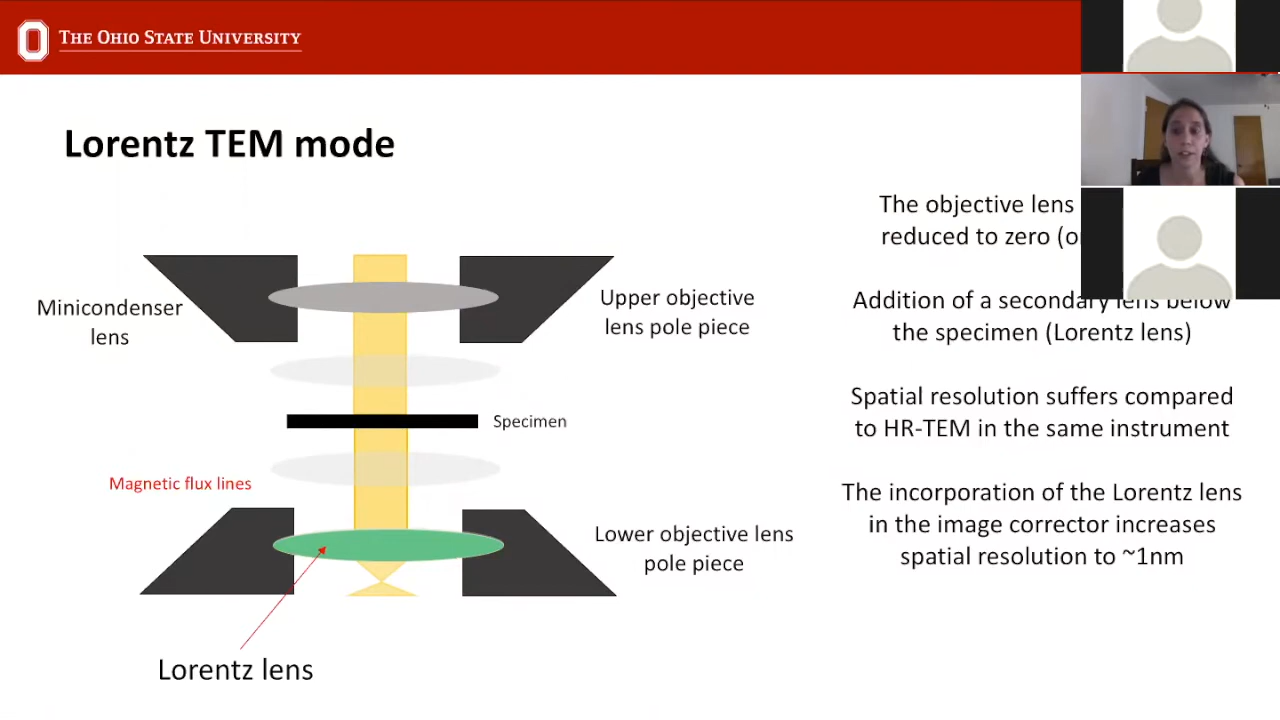 THE OHIO STATE UNIVERSITY
Lorentz TEM mode
Minicondenser
lens
Upper objective
lens pole piece
Specimen
Magnetic flux lines
Lower objective lens
pole piece
Lorentz lens
The objective lens
reduced to zero
Addition of a secondary lens below
the specimen (Lorentz lens)
Spatial resolution suffers compared
to HR-TEM in the same instrument
The incorporation of the Lorentz lens
in the image corrector increases
spatial resolution to ~1nm